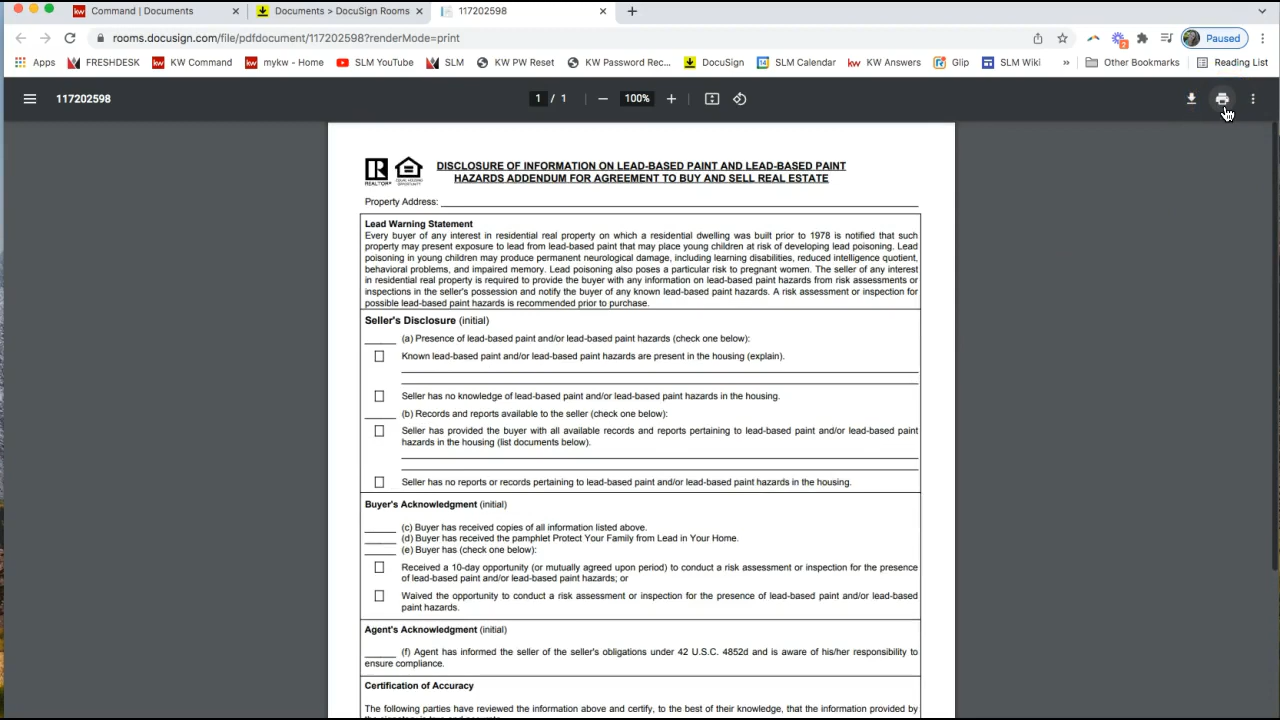 Command | Documents
Documents > DocuSign Rooms
117202598
rooms.docusign.com/file/pdfdocument/117202598?renderMode=print
2
Paused
Apps
FRESHDESK
kw
KW Command
kw
mykw - Home
SLM YouTube
SLM
KW PW Reset
KW Password Rec...
DocuSign
SLM Calendar
kw
KW Answers
Glip
SLM Wiki
»
Other Bookmarks
Reading List
117202598
1 / 1
100%
REALTOR®
DISCLOSURE OF INFORMATION ON LEAD-BASED PAINT AND LEAD-BASED PAINT
HAZARDS ADDENDUM FOR AGREEMENT TO BUY AND SELL REAL ESTATE
Property Address:
Lead Warning Statement
Every buyer of any interest in residential real property on which a residential dwelling was built prior to 1978 is notified that such
property may present exposure to lead from lead-based paint that may place young children at risk of developing lead poisoning. Lead
poisoning in young children may produce permanent neurological damage, including learning disabilities, reduced intelligence quotient,
behavioral problems, and impaired memory. Lead poisoning also poses a particular risk to pregnant women. The seller of any interest
in residential real property is required to provide the buyer with any information on lead-based paint hazards from risk assessments or
inspections in the seller's possession and notify the buyer of any known lead-based paint hazards. A risk assessment or inspection for
possible lead-based paint hazards is recommended prior to purchase.
Seller's Disclosure (initial)
(a) Presence of lead-based paint and/or lead-based paint hazards (check one below):
Known lead-based paint and/or lead-based paint hazards are present in the housing (explain).
Seller has no knowledge of lead-based paint and/or lead-based paint hazards in the housing.
(b) Records and reports available to the seller (check one below):
Seller has provided the buyer with all available records and reports pertaining to lead-based paint and/or lead-based paint
hazards in the housing (list documents below).
Seller has no reports or records pertaining to lead-based paint and/or lead-based paint hazards in the housing.
Buyer's Acknowledgment (initial)
(c) Buyer has received copies of all information listed above.
(d) Buyer has received the pamphlet Protect Your Family from Lead in Your Home.
(e) Buyer has (check one below):
Received a 10-day opportunity (or mutually agreed upon period) to conduct a risk assessment or inspection for the presence
of lead-based paint and/or lead-based paint hazards; or
Waived the opportunity to conduct a risk assessment or inspection for the presence of lead-based paint and/or lead-based
paint hazards.
Agent's Acknowledgment (initial)
(f) Agent has informed the seller of the seller's obligations under 42 U.S.C. 4852d and is aware of his/her responsibility to
ensure compliance.
Certification of Accuracy
The following parties have reviewed the information above and certify, to the best of their knowledge, that the information provided by